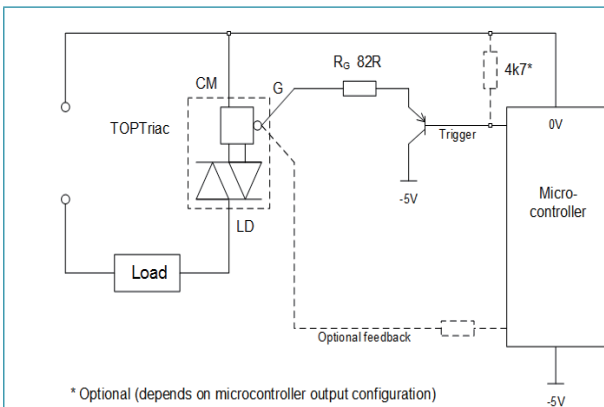 CM
G
R_G 82R
4k7*
TOPTriac
Trigger
0V
-5V
Micro-
controller
LD
Load
Optional feedback
* Optional (depends on microcontroller output configuration)
-5V